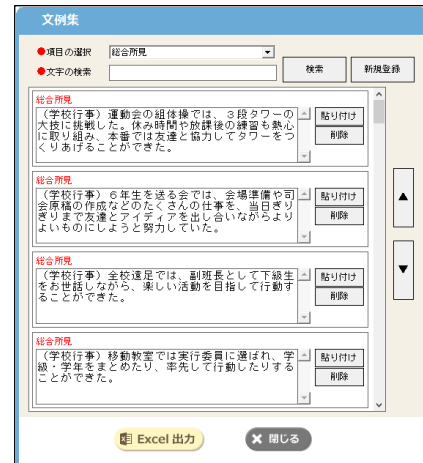 文例集
●項目の選択 総合所見
●文字の検索 検索 新規登録
総合所見
（学校行事）運動会の組体操では、３段タワーの
大技に挑戦した。休み時間や放課後の練習も熱心
に取り組み、本番では友達と協力してタワーをつ
くりあげることができた。
貼り付け
削除
総合所見
（学校行事）６年生を送る会では、会場準備や司
会原稿の作成などのたくさんの仕事を、当日ぎり
ぎりまで友達とアイディアを出し合いながらより
よいものにしようと努力していた。
貼り付け
削除
総合所見
（学校行事）全校遠足では、副班長として下級生
をお世話しながら、楽しい活動を目指して行動す
ることができた。
貼り付け
削除
総合所見
（学校行事）移動教室では実行委員に選ばれ、学
級・学年をまとめたり、率先して行動したりする
ことができた。
貼り付け
削除
▲
▼
Excel 出力
閉じる